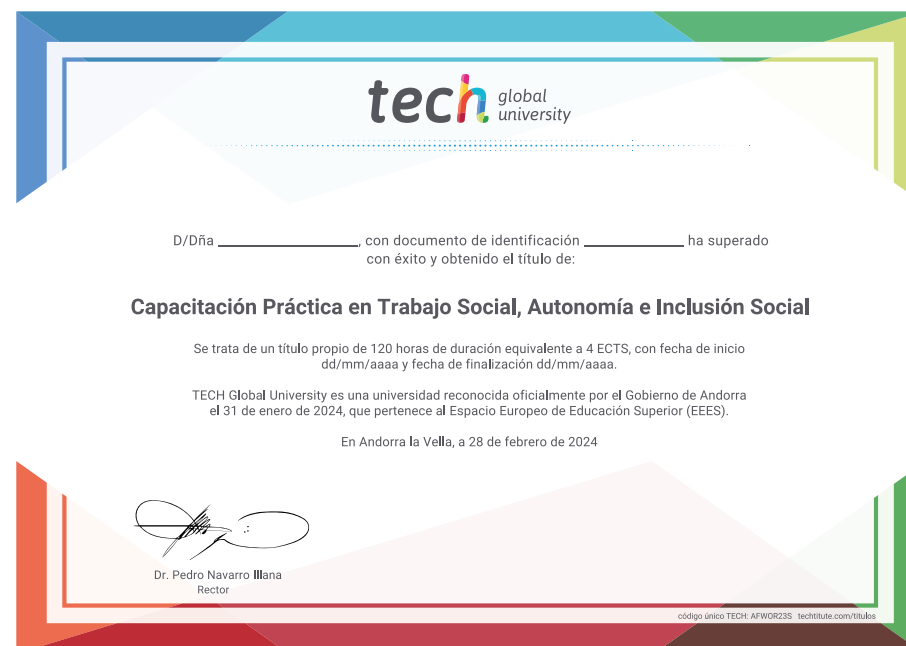 tech global university
D/Dña ____________________, con documento de identificación ______________ ha superado
con éxito y obtenido el título de:
Capacitación Práctica en Trabajo Social, Autonomía e Inclusión Social
Se trata de un título propio de 120 horas de duración equivalente a 4 ECTS, con fecha de inicio
dd/mm/aaaa y fecha de finalización dd/mm/aaaa.
TECH Global University es una universidad reconocida oficialmente por el Gobierno de Andorra
el 31 de enero de 2024, que pertenece al Espacio Europeo de Educación Superior (EEES).
En Andorra la Vella, a 28 de febrero de 2024
Dr. Pedro Navarro Illana
Rector
código único TECH: AFWOR23S techtitute.com/titulos